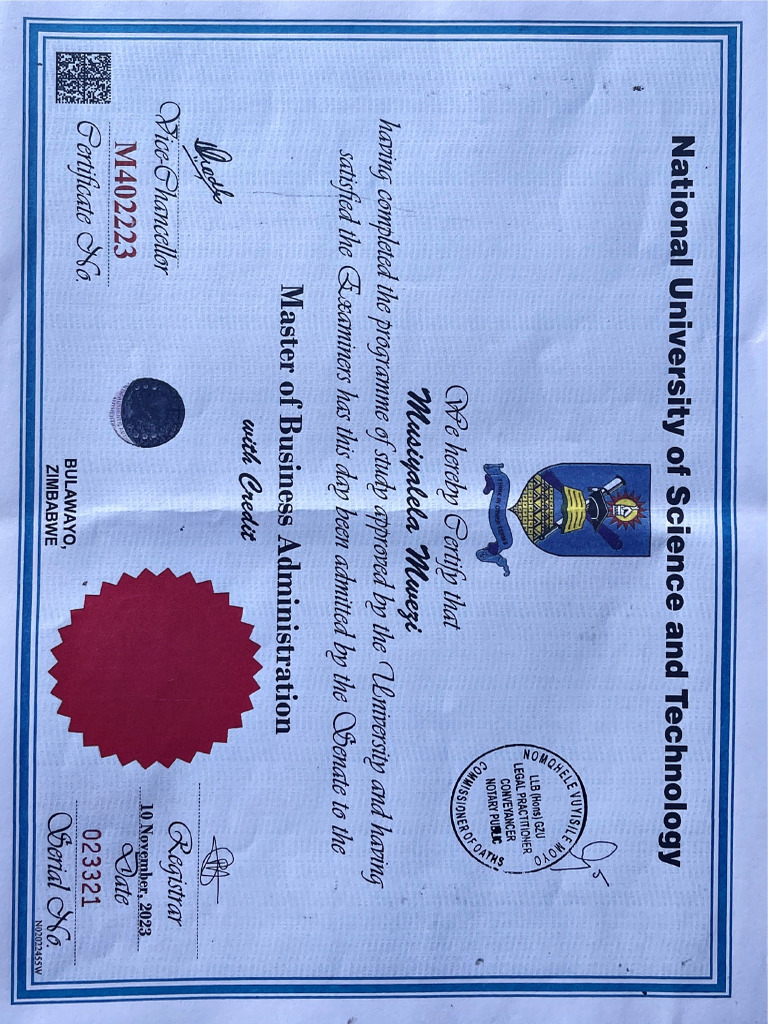 National University of Science and Technology
We hereby Certify that
Musiyalela Mwezi
having completed the programme of study approved by the University and having
satisfied the Examiners has this day been admitted by the Senate to the
Master of Business Administration
with Credit
NOMQHELE VUYISILE MOYO
LLB (Hons) GZU
LEGAL PRACTITIONER
CONVEYANCER
NOTARY PUBLIC
COMMISSIONER OF OATHS
Vice-Chancellor
M402223
Certificate No.
BULAWAYO,
ZIMBABWE
Registrar
10 November, 2023
Date
023321
Serial No.
N02022455W